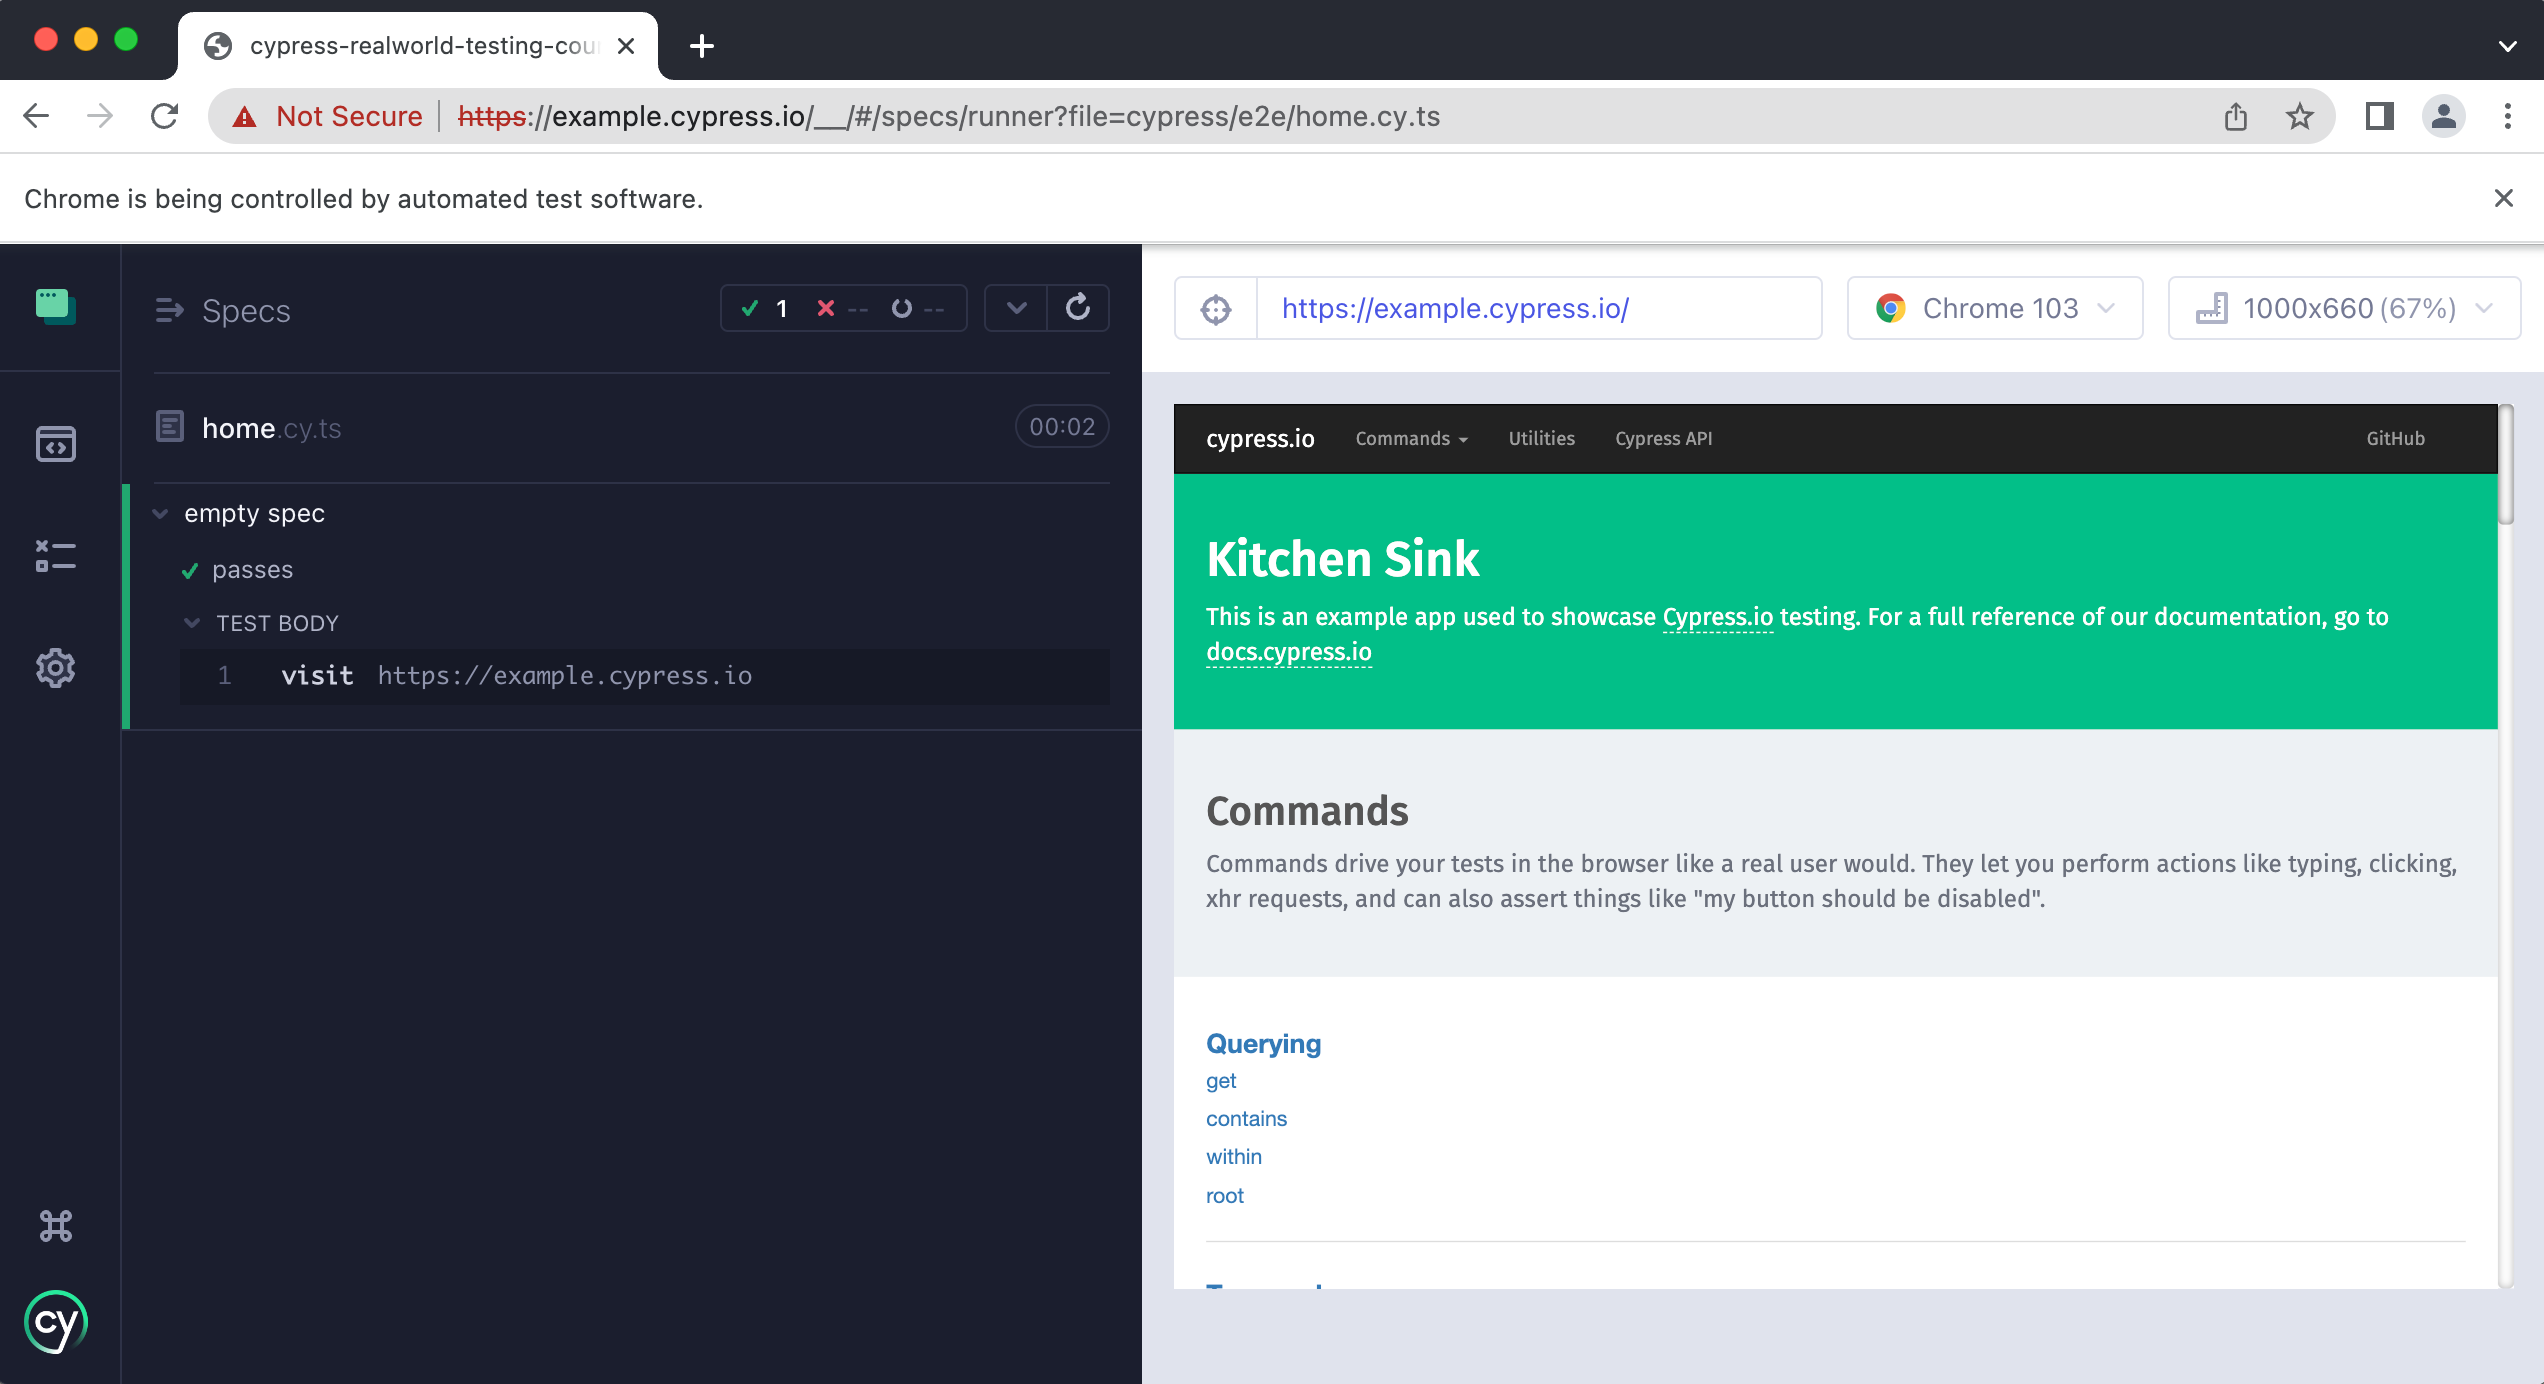 cypress-realworld-testing-cou
Not Secure https://example.cypress.io/__/#/specs/runner?file=cypress/e2e/home.cy.ts
Chrome is being controlled by automated test software.
Specs 1 -- --
home.cy.ts 00:02
empty spec
passes
TEST BODY
1 visit https://example.cypress.io
cy
https://example.cypress.io/ Chrome 103 1000x660 (67%)
cypress.io Commands Utilities Cypress API GitHub
Kitchen Sink
This is an example app used to showcase Cypress.io testing. For a full reference of our documentation, go to
docs.cypress.io
Commands
Commands drive your tests in the browser like a real user would. They let you perform actions like typing, clicking,
xhr requests, and can also assert things like "my button should be disabled".
Querying
get
contains
within
root